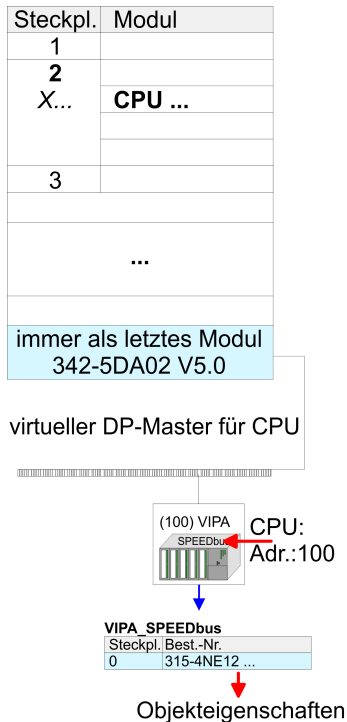 Steckpl. Modul
1
2
X... CPU ...
3
...
immer als letztes Modul
342-5DA02 V5.0
virtueller DP-Master für CPU
(100) VIPA
SPEEDbus
CPU:
Adr.:100
VIPA_SPEEDbus
Steckpl. Best.-Nr.
0 315-4NE12 ...
Objekteigenschaften